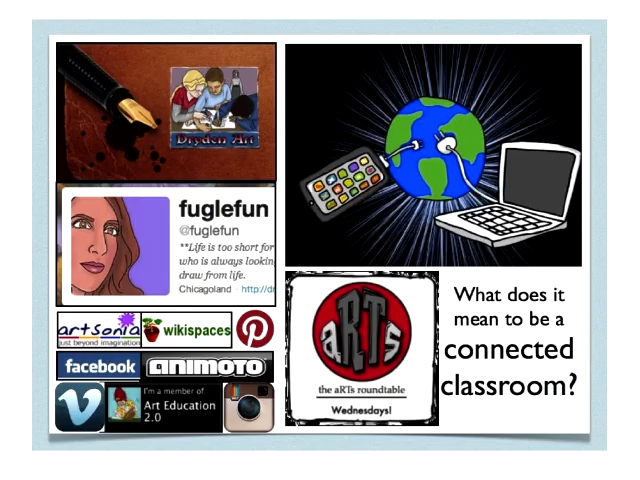 Dryden Art
fuglefun
@fuglefun
**Life is too short for
who is always looking
draw from life.
Chicagoland http://dr
artsonia
just beyond imagination
wikispaces
facebook
ANIMOTO
I'm a member of
Art Education
2.0
aRTs
the aRTs roundtable
Wednesdays!
What does it
mean to be a
connected
classroom?